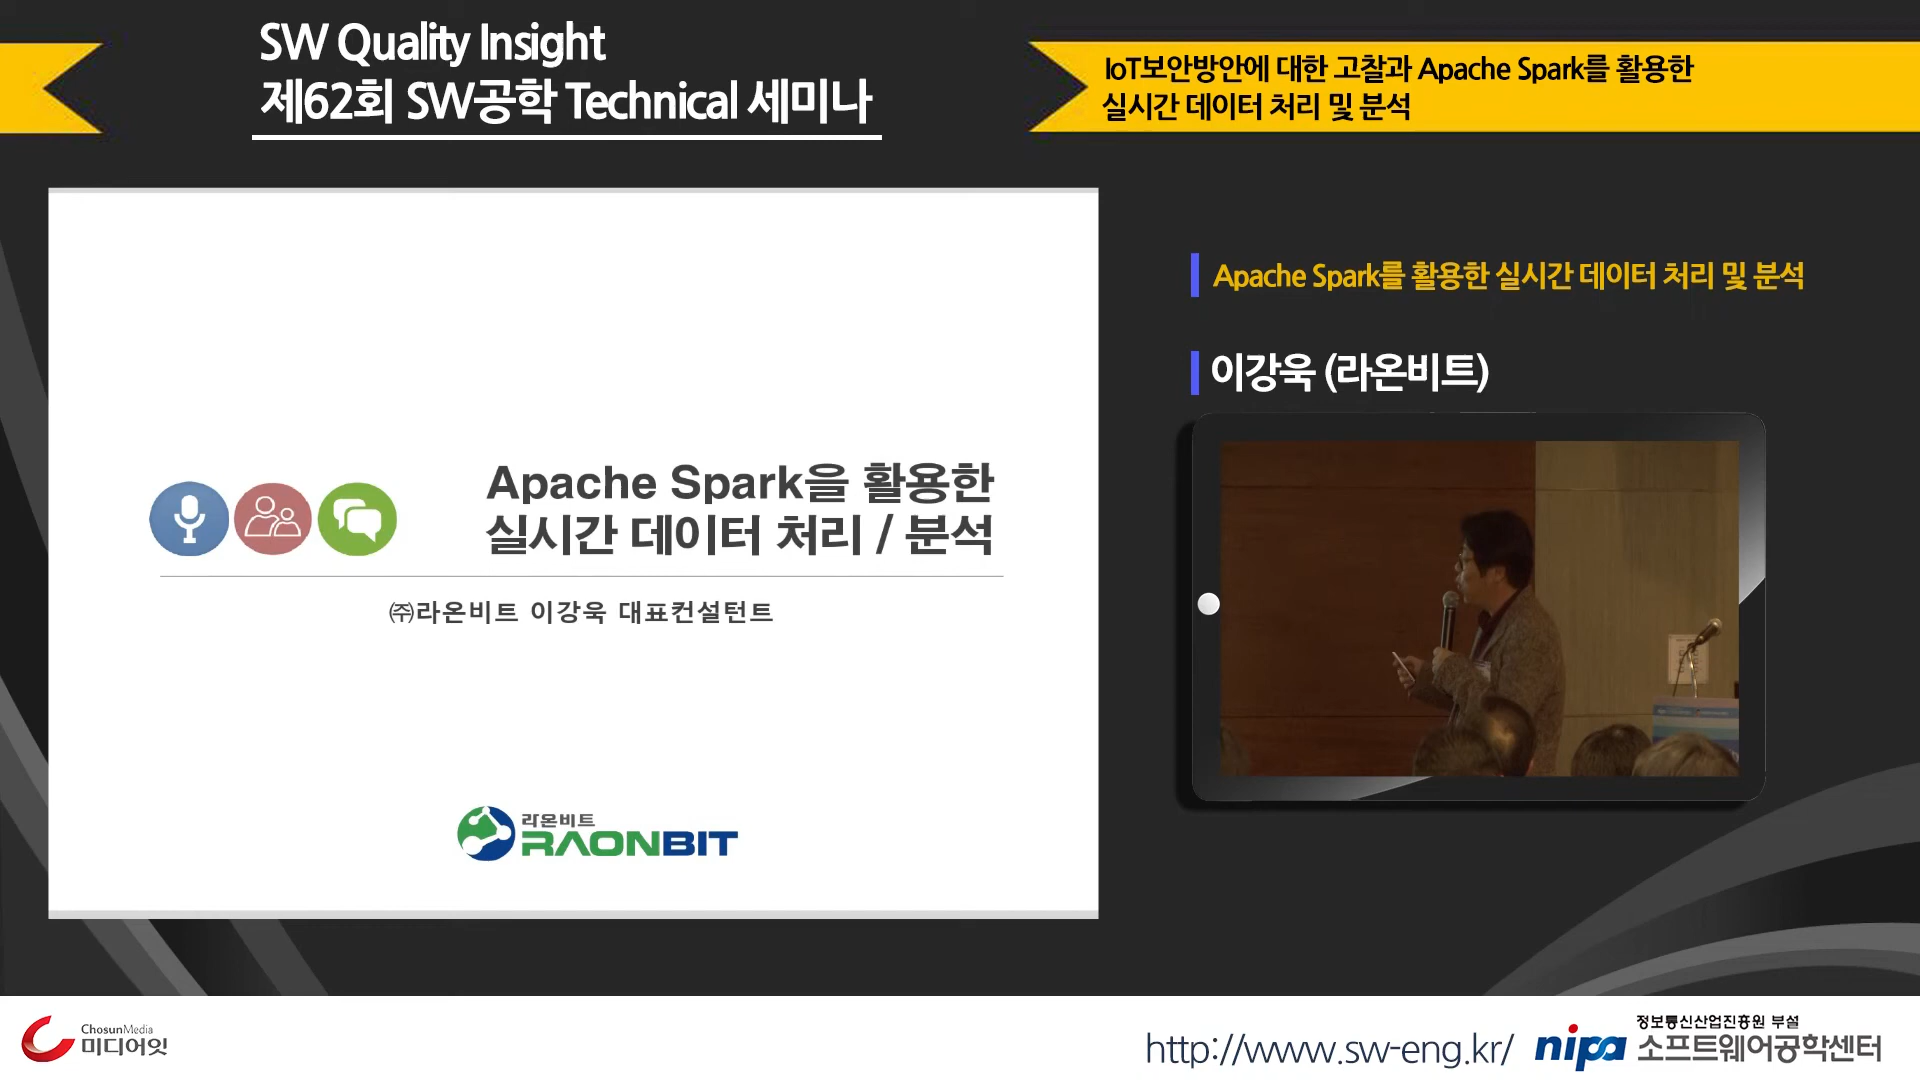 SW Quality Insight
제62회 SW공학 Technical 세미나
IoT보안방안에 대한 고찰과 Apache Spark를 활용한
실시간 데이터 처리 및 분석
Apache Spark를 활용한 실시간 데이터 처리 및 분석
이강욱 (라온비트)
Apache Spark을 활용한
실시간 데이터 처리 / 분석
㈜라온비트 이강욱 대표컨설턴트
라온비트
RAONBIT
ChosunMedia
미디어잇
http://www.sw-eng.kr/
nipa
정보통신산업진흥원 부설
소프트웨어공학센터